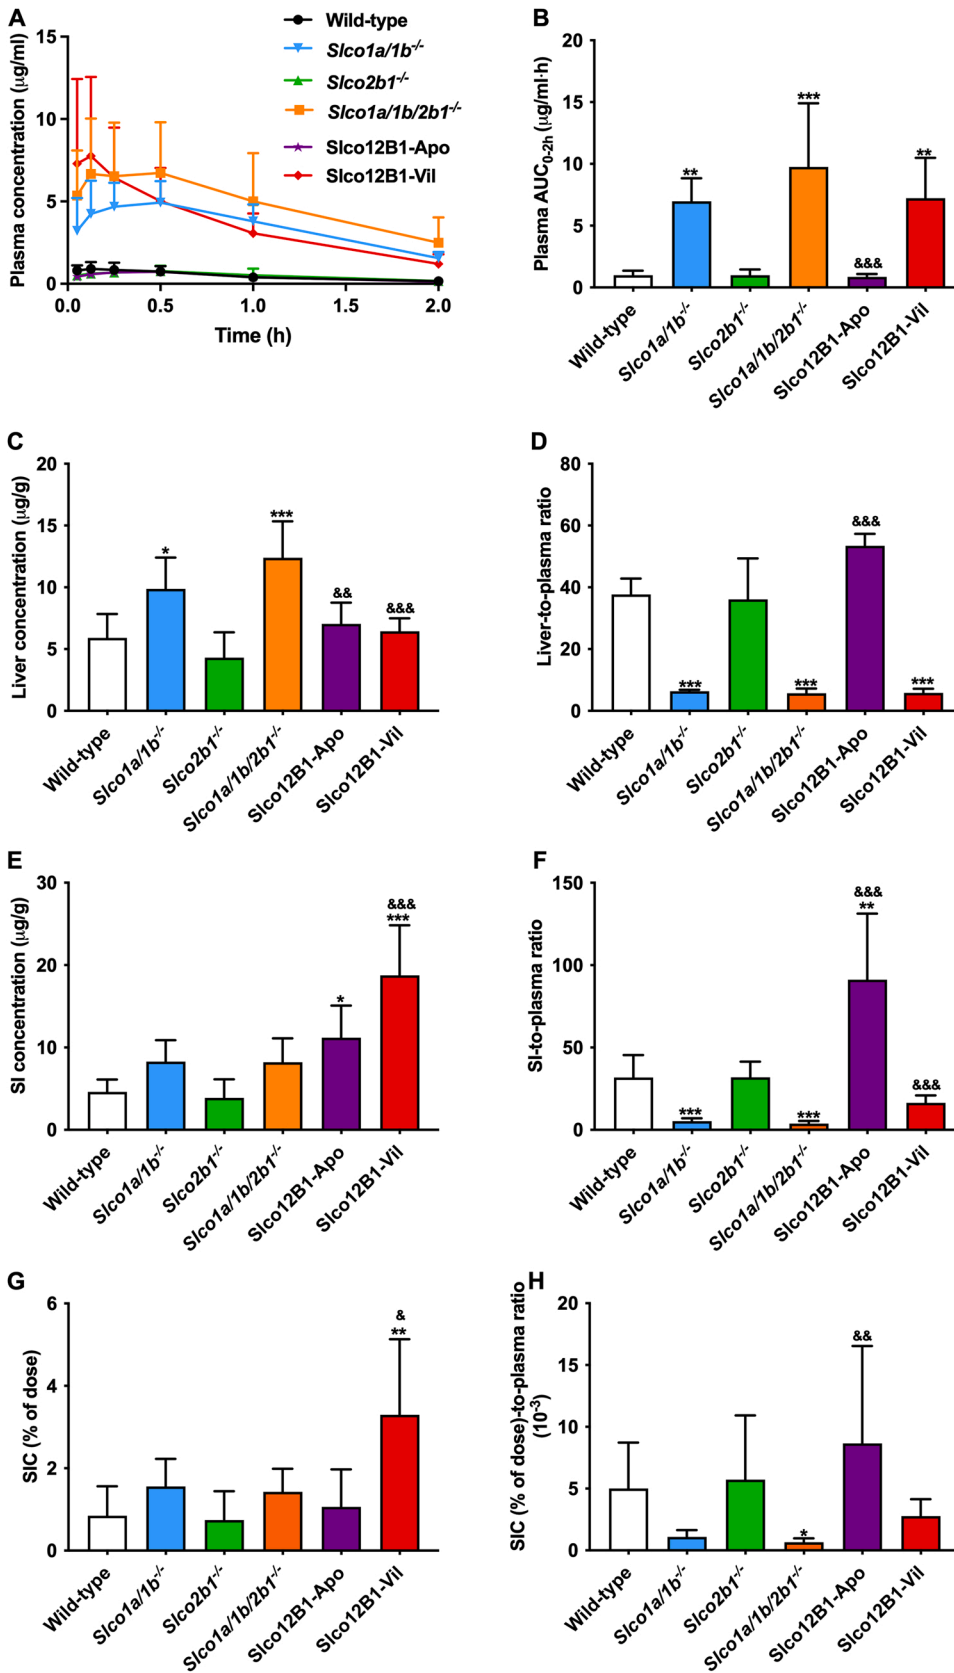 A
Plasma concentration (μg/ml)
15
10
5
0
0.0
0.5
1.0
1.5
2.0
Time (h)
Wild-type
Slco1a/1b-/-
Slco2b1-/-
Slco1a/1b/2b1-/-
Slco12B1-Apo
Slco12B1-Vil
B
Plasma AUC0-2h (μg/ml·h)
20
15
10
5
0
**
***
&&&
**
Wild-type
Slco1a/1b-/-
Slco2b1-/-
Slco1a/1b/2b1-/-
Slco12B1-Apo
Slco12B1-Vil
C
Liver concentration (μg/g)
20
15
10
5
0
*
***
&&
&&&
Wild-type
Slco1a/1b-/-
Slco2b1-/-
Slco1a/1b/2b1-/-
Slco12B1-Apo
Slco12B1-Vil
D
Liver-to-plasma ratio
80
60
40
20
0
***
***
&&&
***
Wild-type
Slco1a/1b-/-
Slco2b1-/-
Slco1a/1b/2b1-/-
Slco12B1-Apo
Slco12B1-Vil
E
SI concentration (μg/g)
30
20
10
0
*
&&&
***
Wild-type
Slco1a/1b-/-
Slco2b1-/-
Slco1a/1b/2b1-/-
Slco12B1-Apo
Slco12B1-Vil
F
SI-to-plasma ratio
150
100
50
0
***
***
&&&
**
&&&
Wild-type
Slco1a/1b-/-
Slco2b1-/-
Slco1a/1b/2b1-/-
Slco12B1-Apo
Slco12B1-Vil
G
SIC (% of dose)
6
4
2
0
&
**
Wild-type
Slco1a/1b-/-
Slco2b1-/-
Slco1a/1b/2b1-/-
Slco12B1-Apo
Slco12B1-Vil
H
SIC (% of dose)-to-plasma ratio
(10-3)
20
15
10
5
0
*
&&
Wild-type
Slco1a/1b-/-
Slco2b1-/-
Slco1a/1b/2b1-/-
Slco12B1-Apo
Slco12B1-Vil